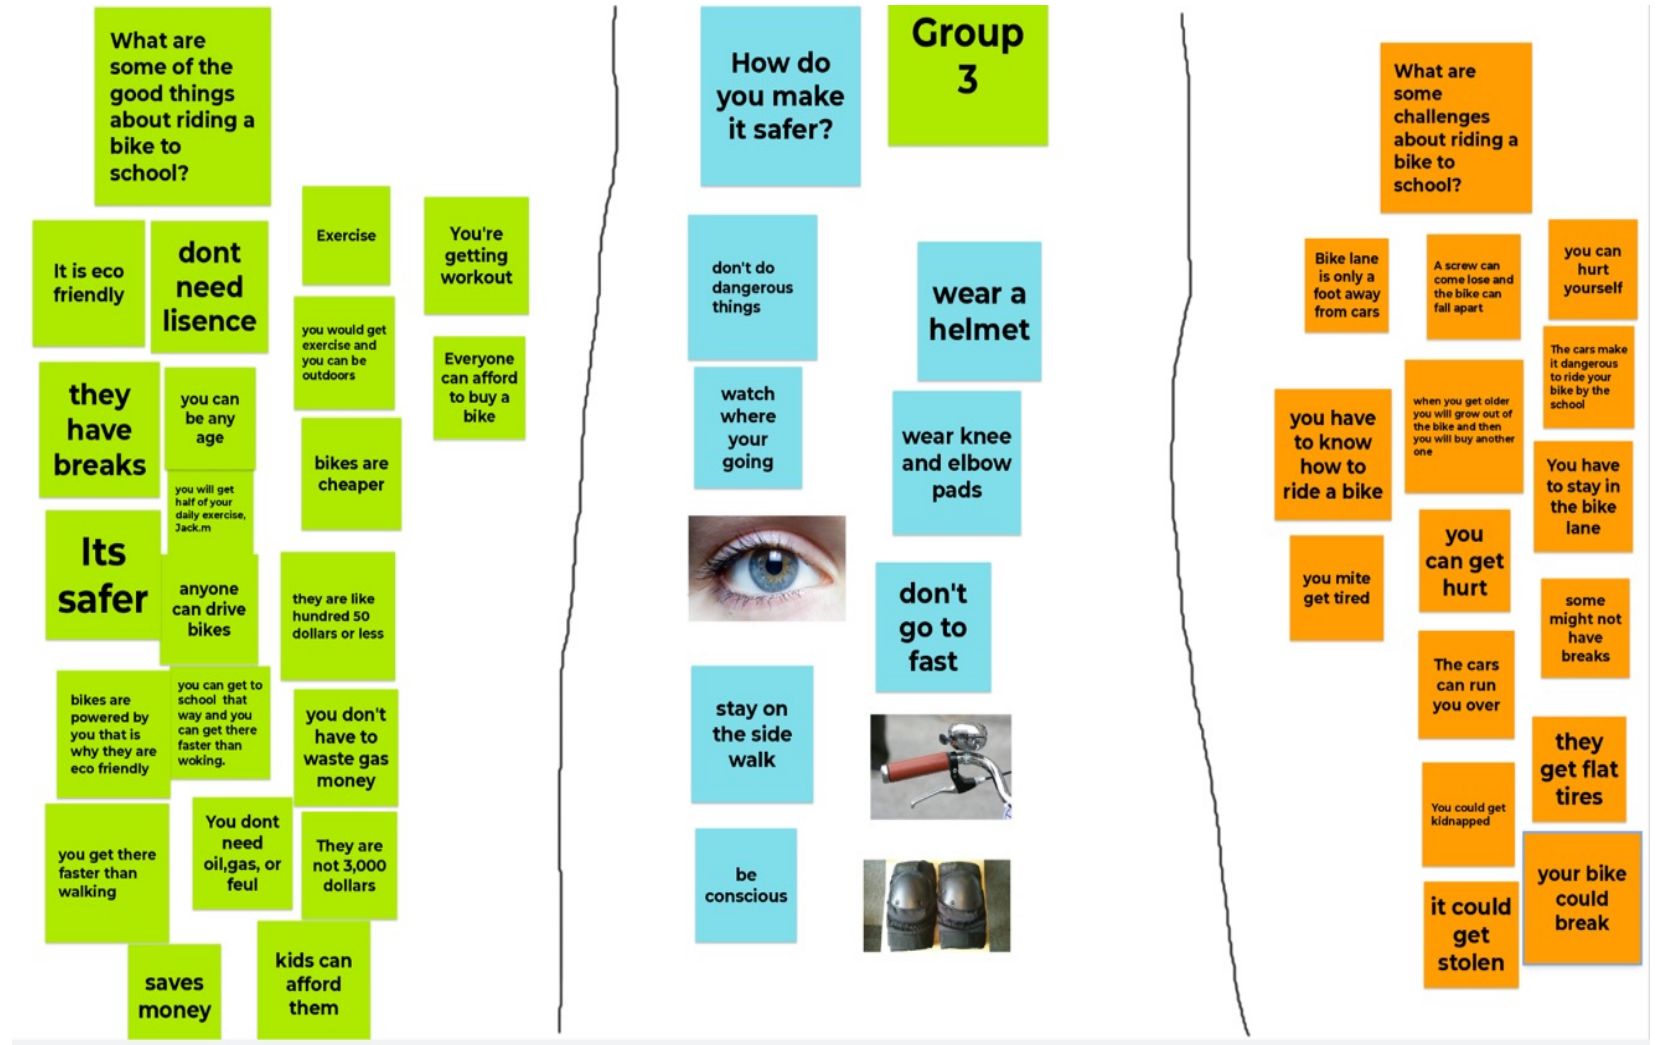 What are
some of the
good things
about riding a
bike to
school?
It is eco
friendly
dont
need
lisence
Exercise
You're
getting
workout
you would get
exercise and
you can be
outdoors
Everyone
can afford
to buy a
bike
they
have
breaks
you can
be any
age
bikes are
cheaper
you will get
half of your
daily exercise,
Jack.m
Its
safer
anyone
can drive
bikes
they are like
hundred 50
dollars or less
bikes are
powered by
you that is
why they are
eco friendly
you can get to
school that
way and you
can get there
faster than
woking.
you don't
have to
waste gas
money
you get there
faster than
walking
You dont
need
oil,gas, or
feul
They are
not 3,000
dollars
saves
money
kids can
afford
them
How do
you make
it safer?
Group
3
don't do
dangerous
things
wear a
helmet
watch
where
your
going
wear knee
and elbow
pads
don't
go to
fast
stay on
the side
walk
be
conscious
What are
some
challenges
about riding a
bike to
school?
Bike lane
is only a
foot away
from cars
A screw can
come lose and
the bike can
fall apart
you can
hurt
yourself
The cars make
it dangerous
to ride your
bike by the
school
you have
to know
how to
ride a bike
when you get older
you will grow out of
the bike and then
you will buy another
one
You have
to stay in
the bike
lane
you mite
get tired
you
can get
hurt
some
might not
have
breaks
The cars
can run
you over
they
get flat
tires
You could get
kidnapped
your bike
could
break
it could
get
stolen